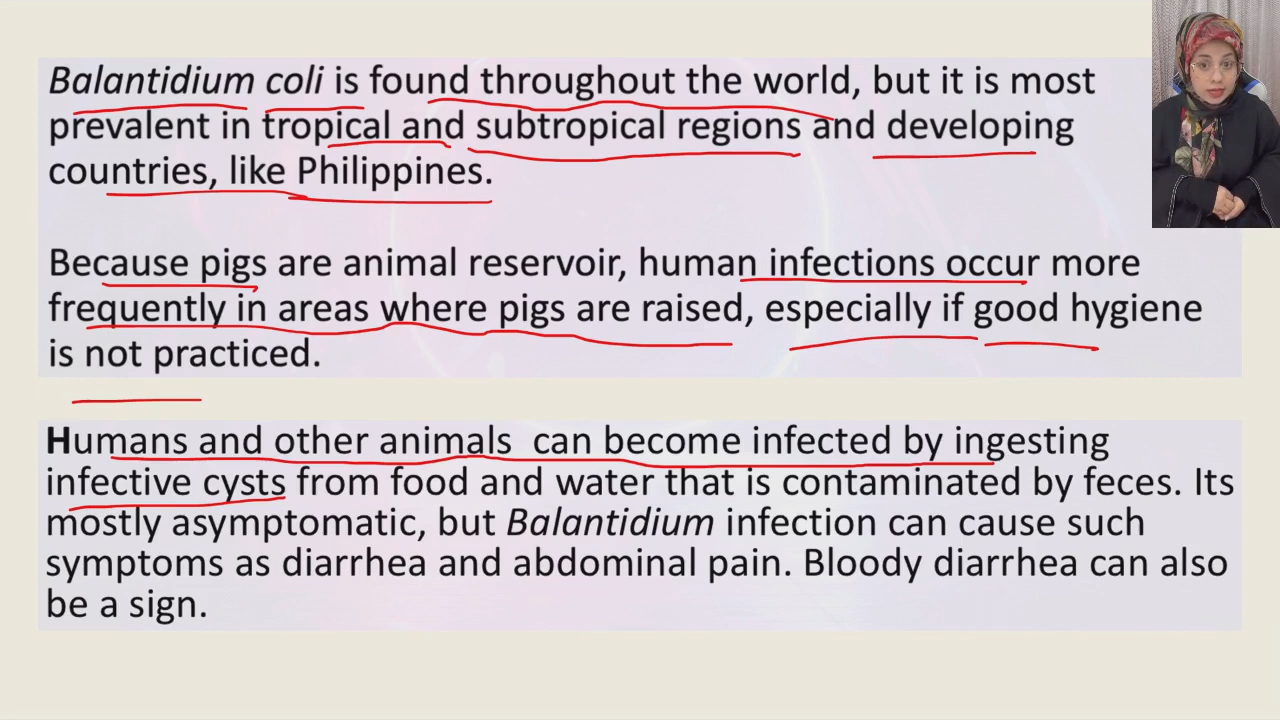 Balantidium coli is found throughout the world, but it is most
prevalent in tropical and subtropical regions and developing
countries, like Philippines.
Because pigs are animal reservoir, human infections occur more
frequently in areas where pigs are raised, especially if good hygiene
is not practiced.
Humans and other animals can become infected by ingesting
infective cysts from food and water that is contaminated by feces. Its
mostly asymptomatic, but Balantidium infection can cause such
symptoms as diarrhea and abdominal pain. Bloody diarrhea can also
be a sign.